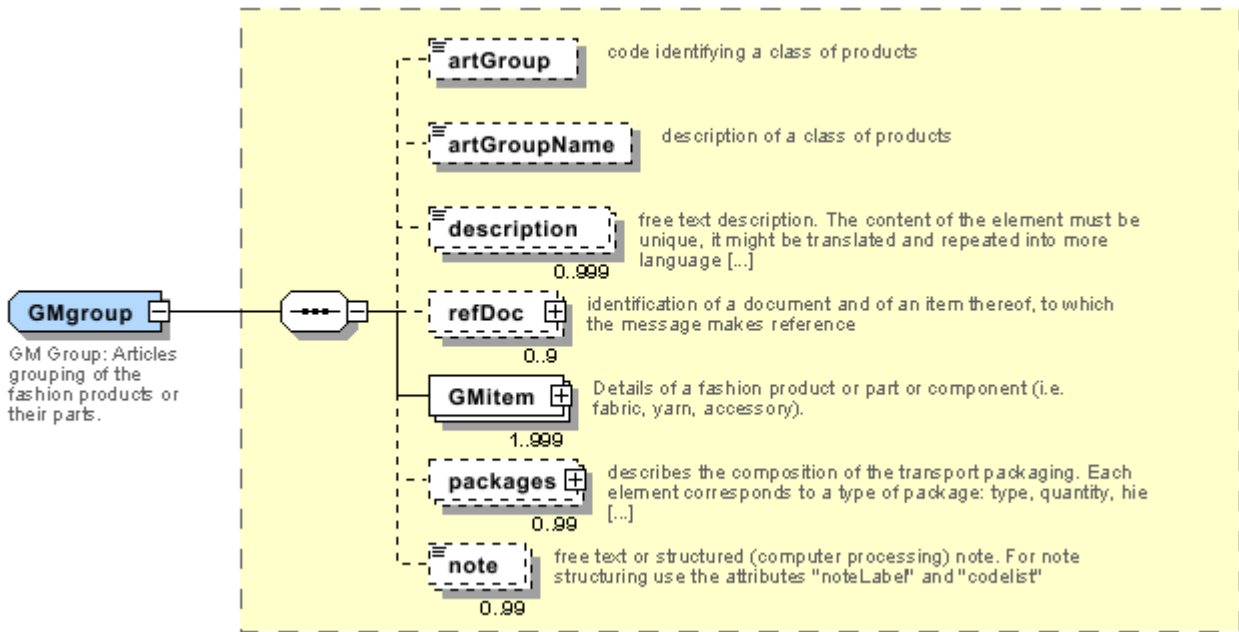 artGroup
code identifying a class of products
artGroupName
description of a class of products
description
free text description. The content of the element must be
unique, it might be translated and repeated into more
language [...]
0..999
GMgroup
GM Group: Articles
grouping of the
fashion products or
their parts.
refDoc
identification of a document and of an item thereof, to which
the message makes reference
0..9
GMitem
Details of a fashion product or part or component (i.e.
fabric, yarn, accessory).
1..999
packages
describes the composition of the transport packaging. Each
element corresponds to a type of package: type, quantity, hie
[...]
0..99
note
free text or structured (computer processing) note. For note
structuring use the attributes "noteLabel" and "codelist"
0..99